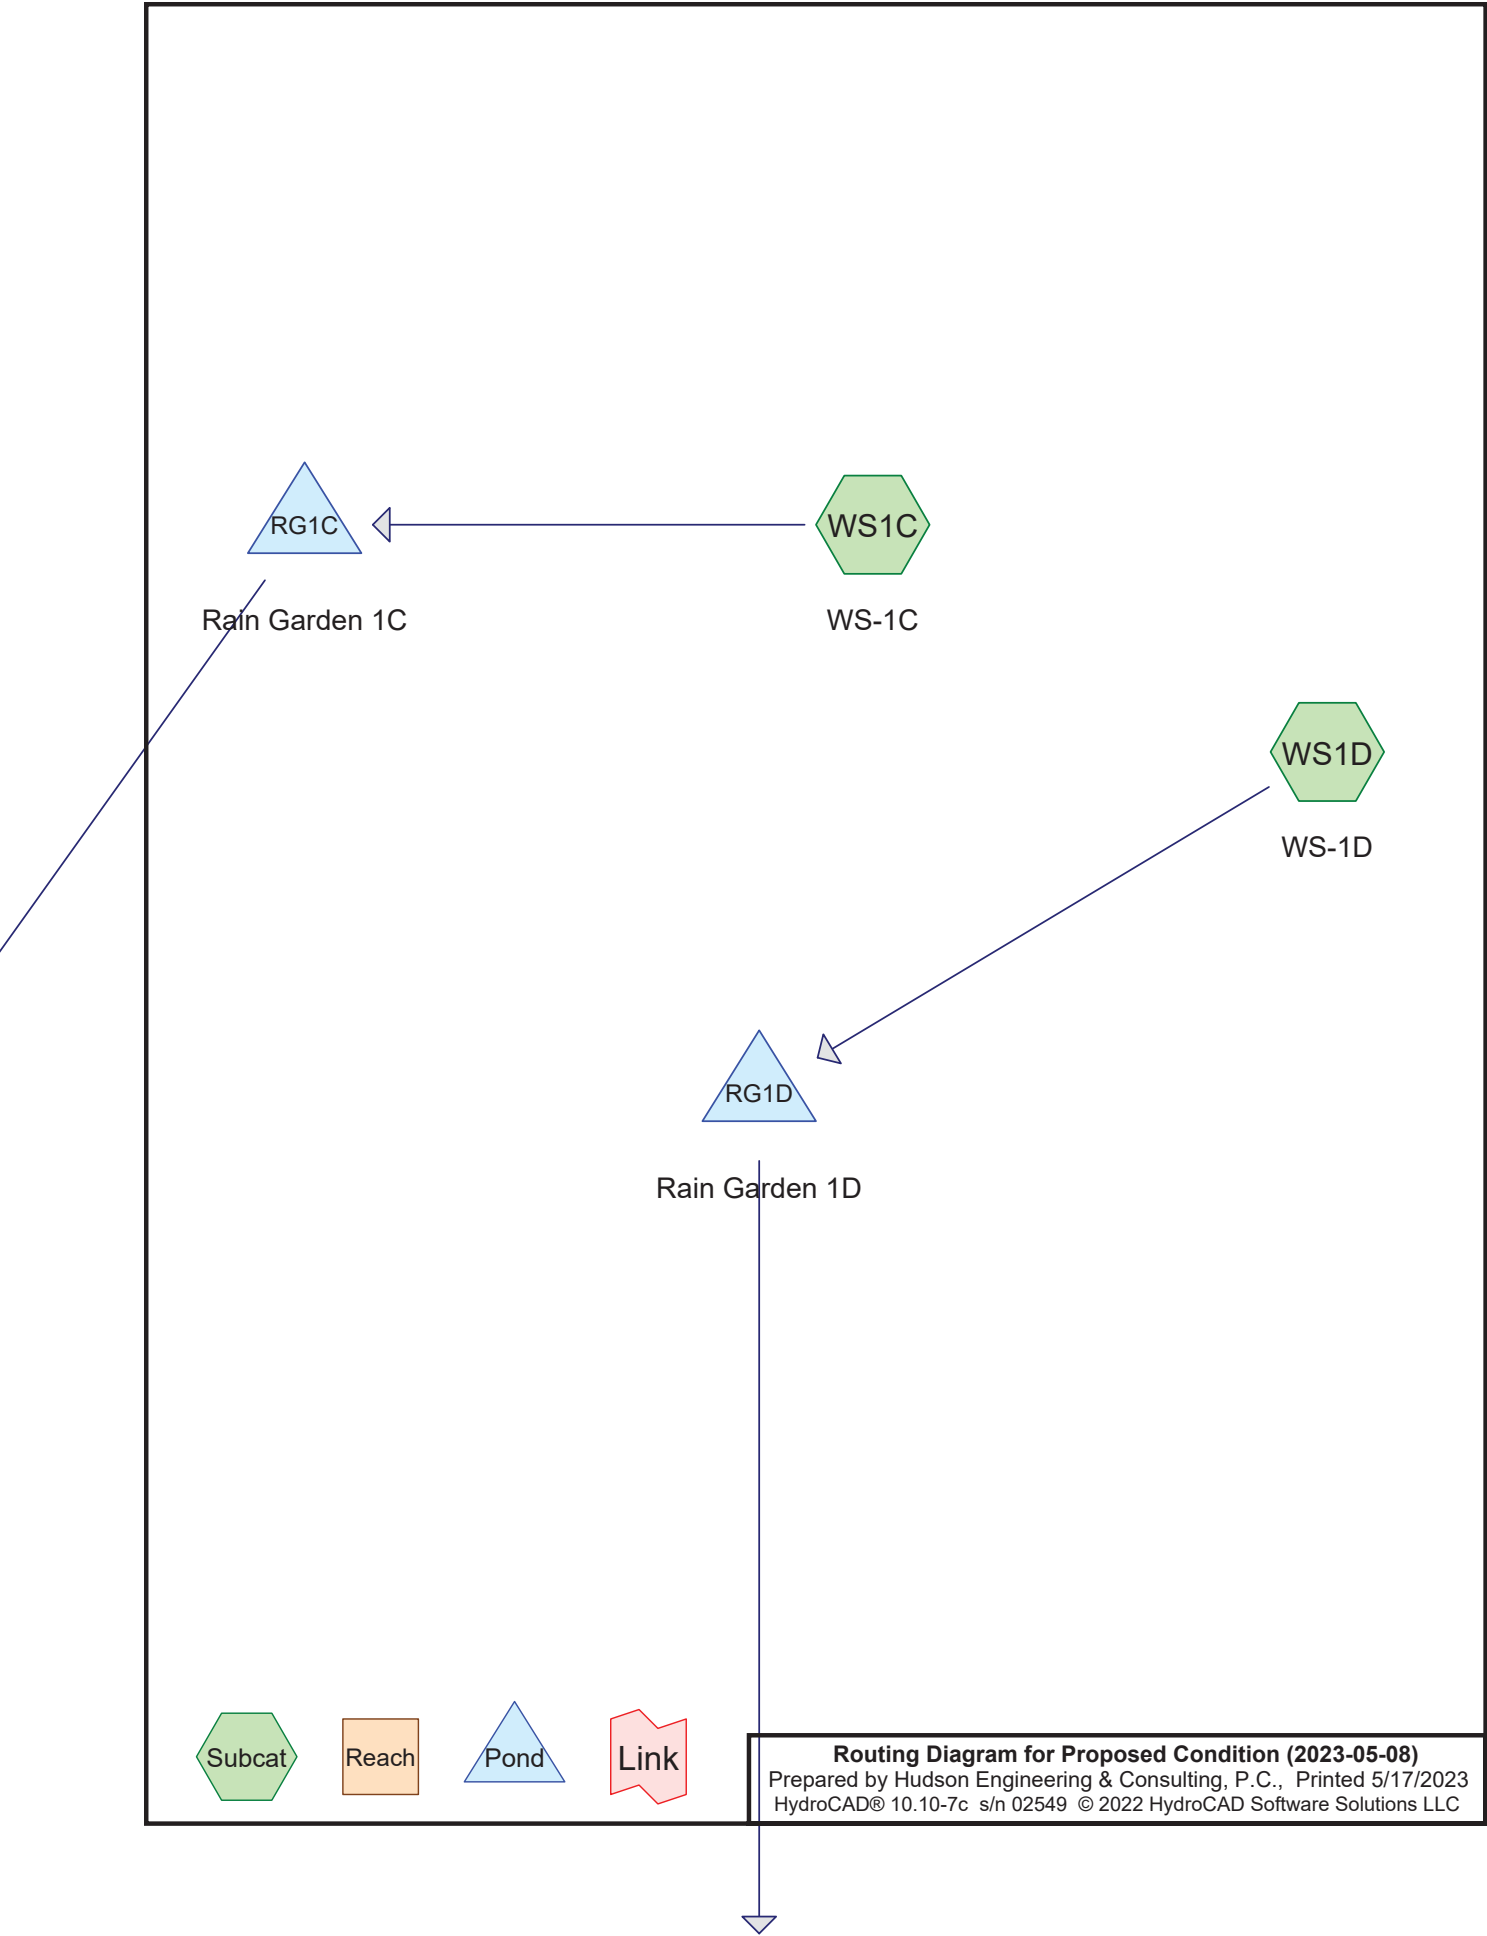 RG1C
WS1C
Rain Garden 1C
WS-1C
WS1D
WS-1D
RG1D
Rain Garden 1D
Subcat
Reach
Pond
Link
Routing Diagram for Proposed Condition (2023-05-08)
Prepared by Hudson Engineering & Consulting, P.C., Printed 5/17/2023
HydroCAD® 10.10-7c s/n 02549 © 2022 HydroCAD Software Solutions LLC